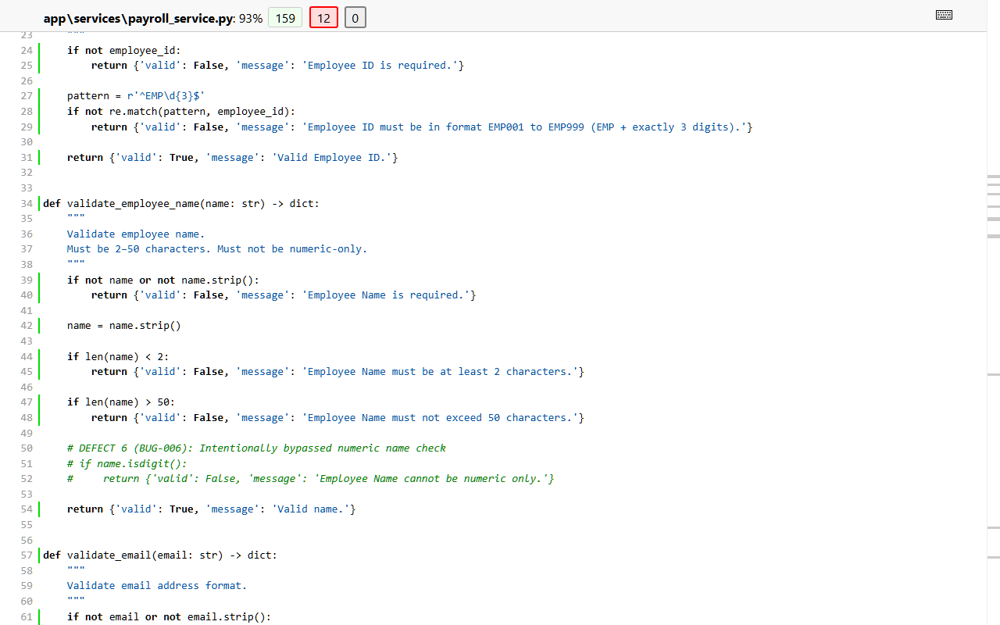 app\services\payroll_service.py: 93% 159 12 0
23 """
24     if not employee_id:
25         return {'valid': False, 'message': 'Employee ID is required.'}
26
27     pattern = r'^EMP\d{3}$'
28     if not re.match(pattern, employee_id):
29         return {'valid': False, 'message': 'Employee ID must be in format EMP001 to EMP999 (EMP + exactly 3 digits).'}
30
31     return {'valid': True, 'message': 'Valid Employee ID.'}
32
33
34 def validate_employee_name(name: str) -> dict:
35     """
36     Validate employee name.
37     Must be 2–50 characters. Must not be numeric-only.
38     """
39     if not name or not name.strip():
40         return {'valid': False, 'message': 'Employee Name is required.'}
41
42     name = name.strip()
43
44     if len(name) < 2:
45         return {'valid': False, 'message': 'Employee Name must be at least 2 characters.'}
46
47     if len(name) > 50:
48         return {'valid': False, 'message': 'Employee Name must not exceed 50 characters.'}
49
50     # DEFECT 6 (BUG-006): Intentionally bypassed numeric name check
51     # if name.isdigit():
52     #     return {'valid': False, 'message': 'Employee Name cannot be numeric only.'}
53
54     return {'valid': True, 'message': 'Valid name.'}
55
56
57 def validate_email(email: str) -> dict:
58     """
59     Validate email address format.
60     """
61     if not email or not email.strip():